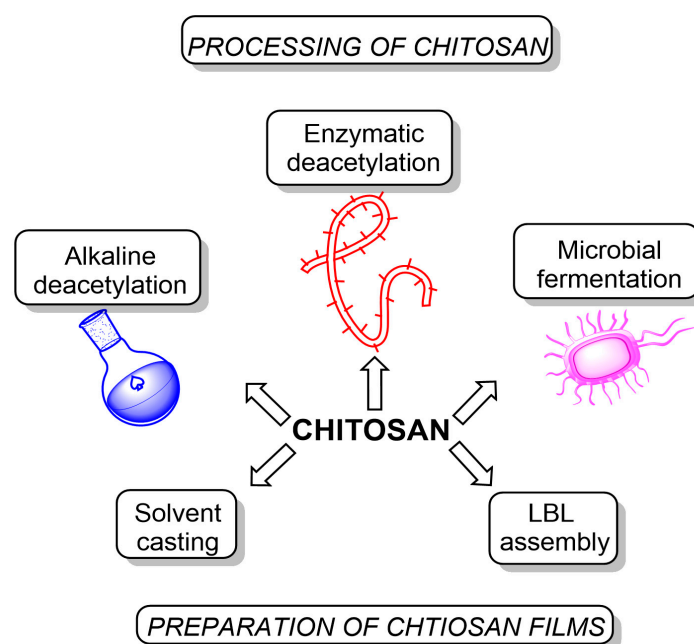 PROCESSING OF CHITOSAN
Enzymatic
deacetylation
Alkaline
deacetylation
Microbial
fermentation
CHITOSAN
Solvent
casting
LBL
assembly
PREPARATION OF CHTIOSAN FILMS